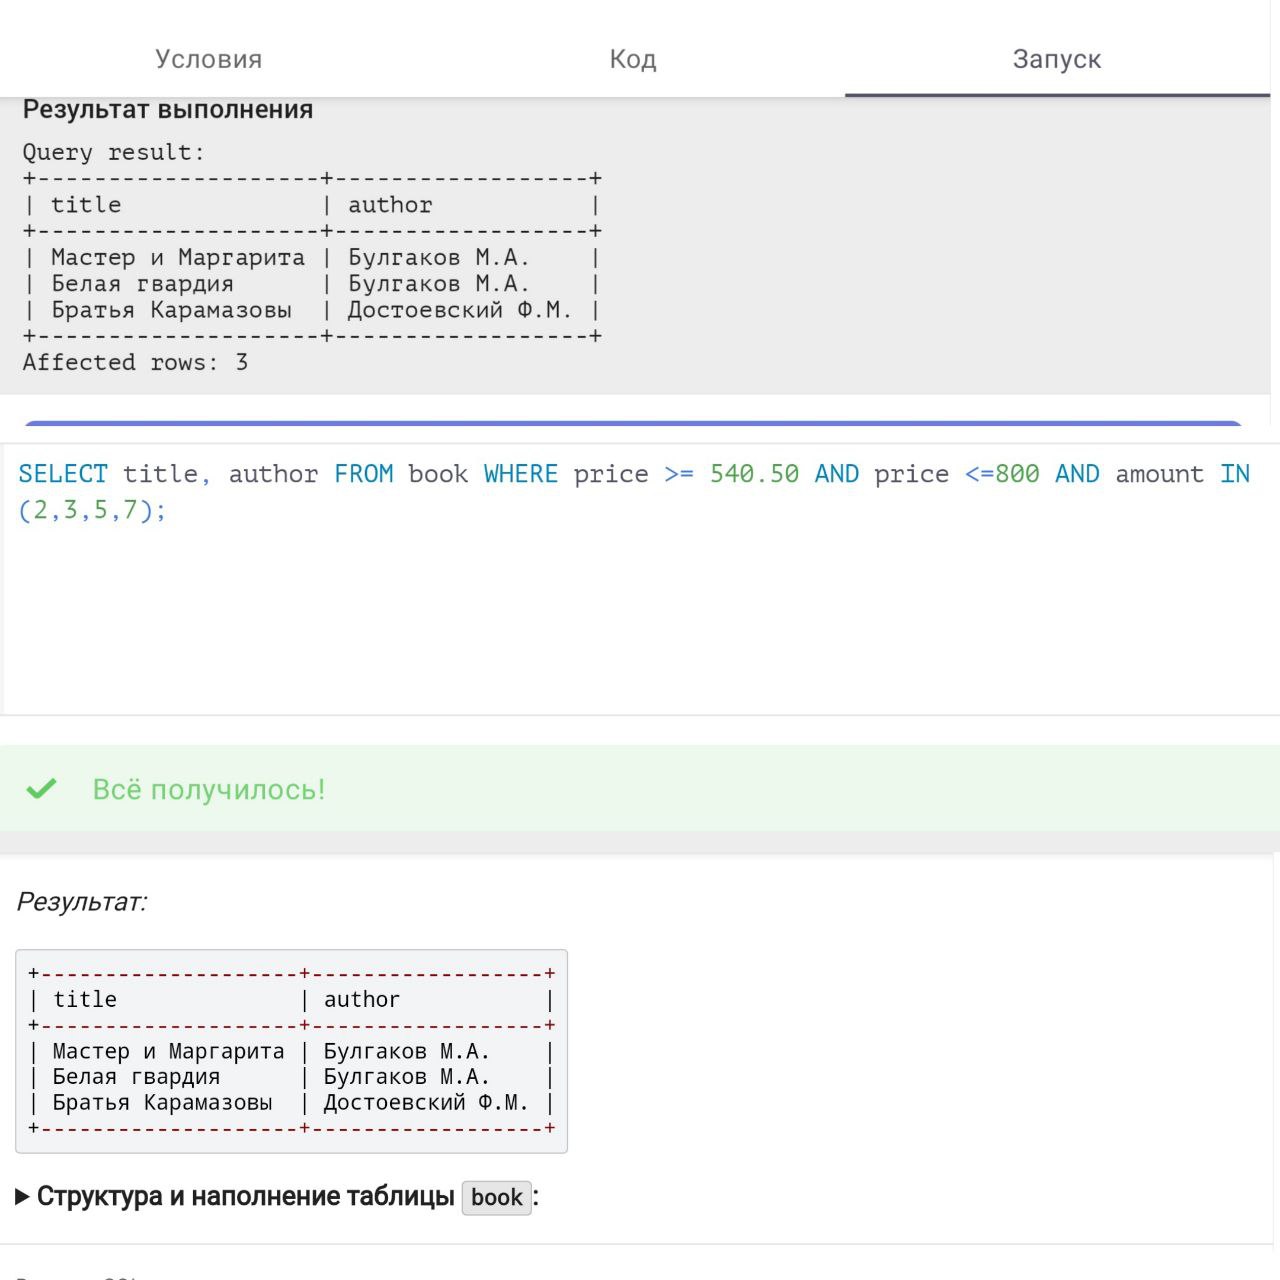 Условия Код Запуск
Результат выполнения
Query result:
+--------------------+------------------+
| title              | author           |
+--------------------+------------------+
| Мастер и Маргарита | Булгаков М.А.    |
| Белая гвардия      | Булгаков М.А.    |
| Братья Карамазовы  | Достоевский Ф.М. |
+--------------------+------------------+
Affected rows: 3
SELECT title, author FROM book WHERE price >= 540.50 AND price <=800 AND amount IN
(2,3,5,7);
Всё получилось!
Результат:
+--------------------+------------------+
| title              | author           |
+--------------------+------------------+
| Мастер и Маргарита | Булгаков М.А.    |
| Белая гвардия      | Булгаков М.А.    |
| Братья Карамазовы  | Достоевский Ф.М. |
+--------------------+------------------+
Структура и наполнение таблицы book: